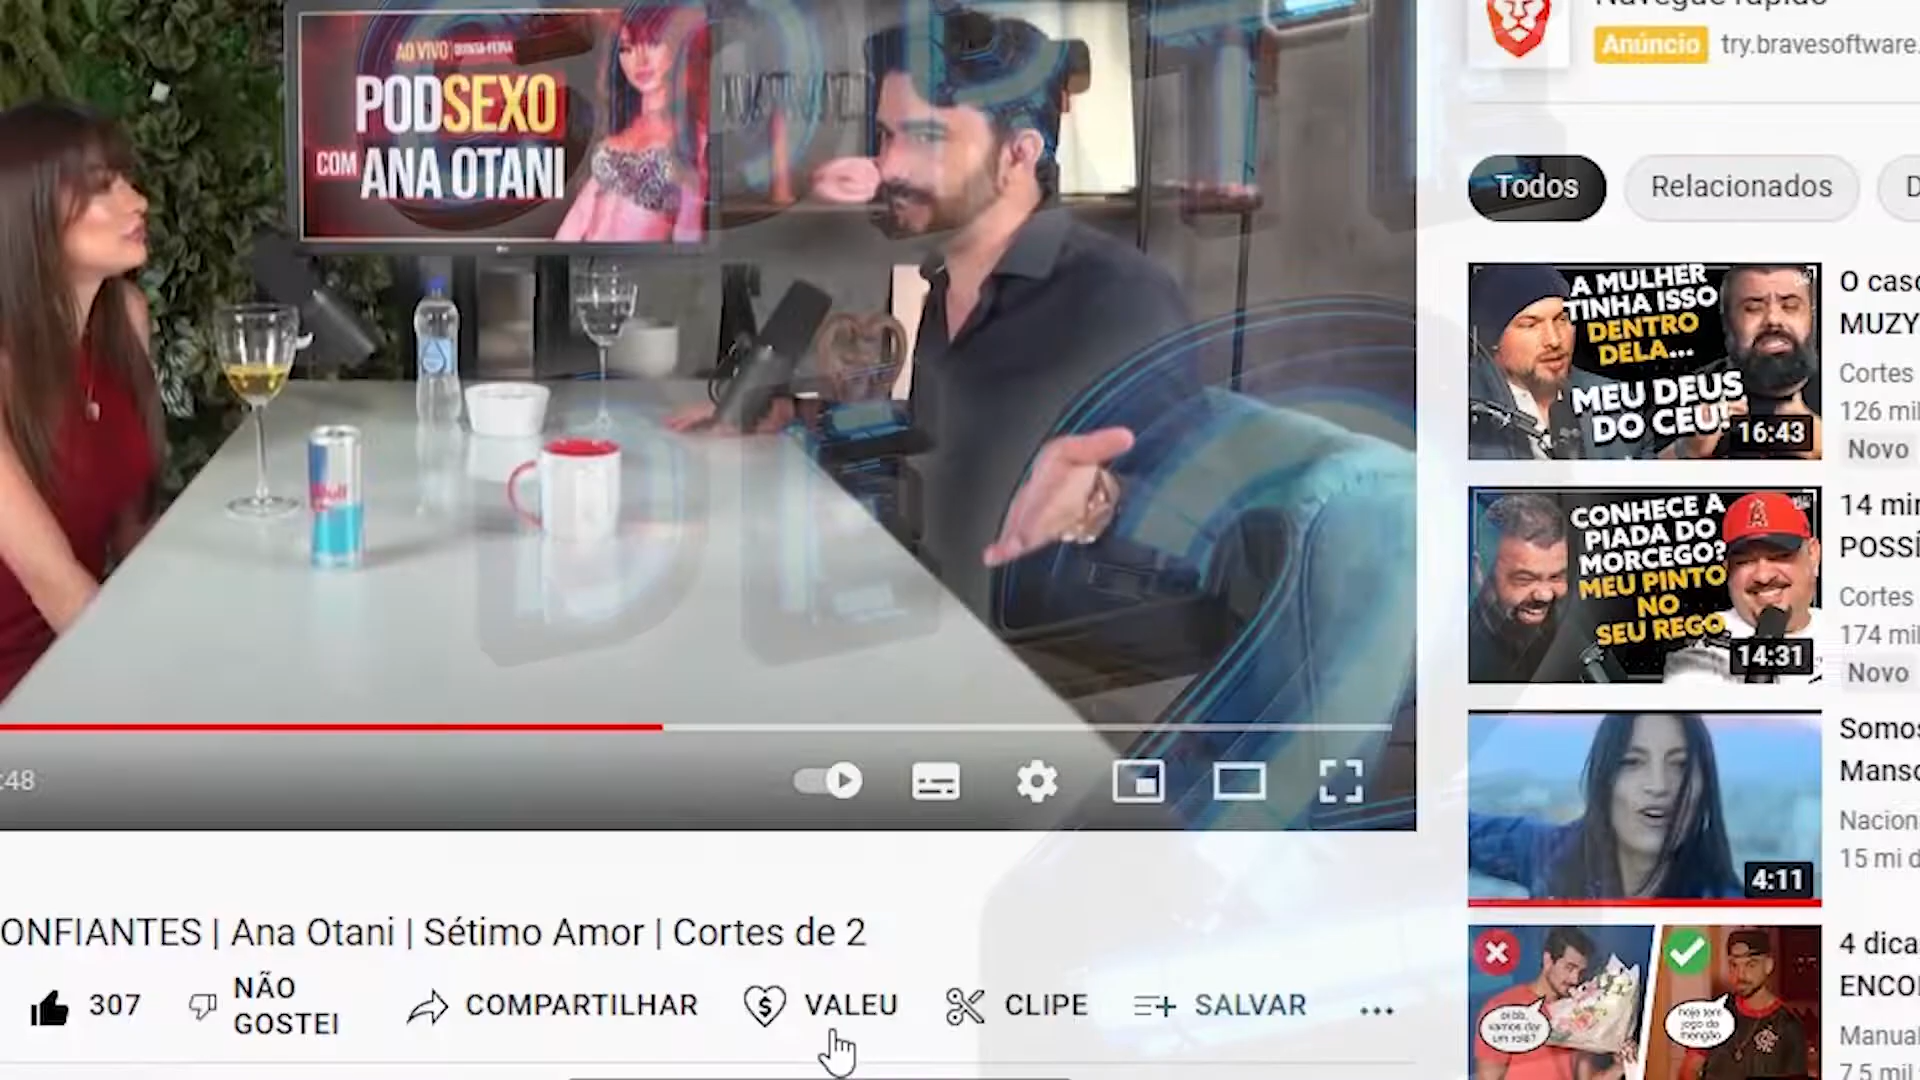 AO VIVO QUINTA-FEIRA
PODSEXO
COM ANA OTANI
:48
ONFIANTES | Ana Otani | Sétimo Amor | Cortes de 2
307
NÃO
GOSTEI
COMPARTILHAR
VALEU
CLIPE
SALVAR
Anúncio
try.bravesoftware.
Todos
Relacionados
A MULHER
TINHA ISSO
DENTRO
DELA...
MEU DEUS
DO CÉU!
16:43
MUZY
Cortes
126 mil
Novo
CONHECE A
PIADA DO
MORCEGO?
MEU PINTO
NO
SEU REGO
14:31
14 min
POSSÍ
Cortes
174 mil
Novo
4:11
Somos
Manso
Nacion
15 mi d
4 dica
ENCO
Manual
7,5 mil